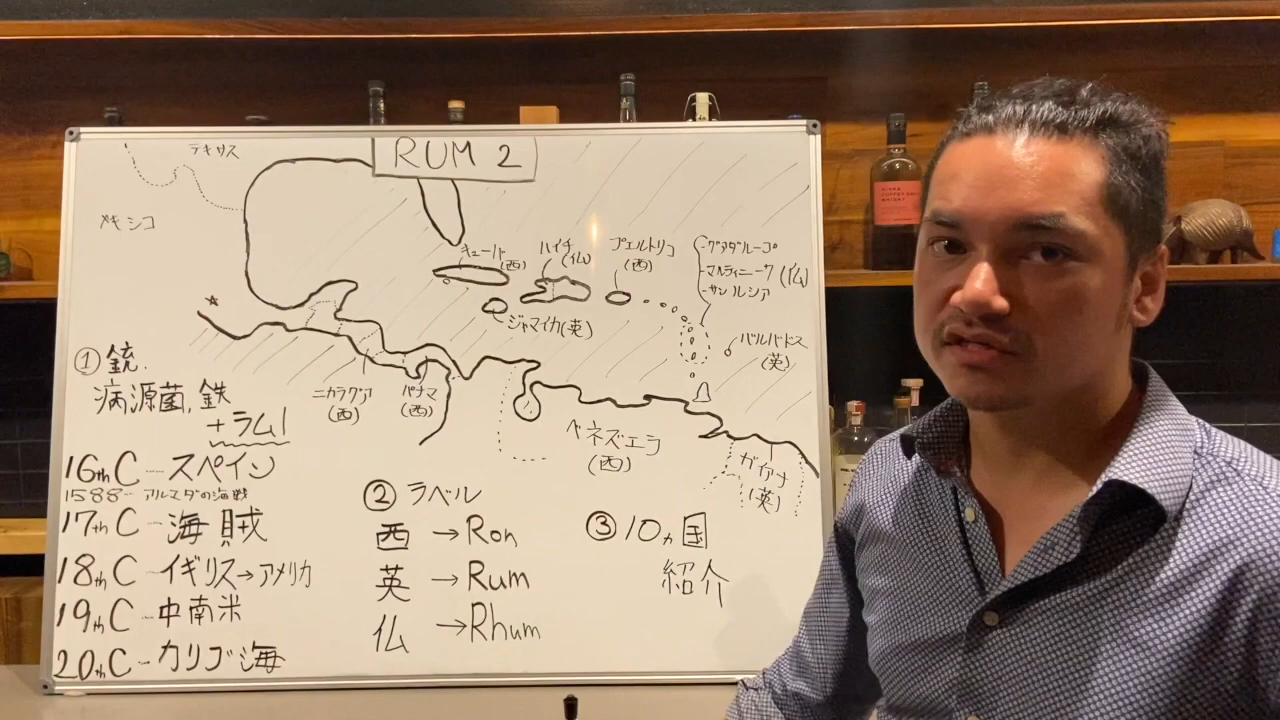 RUM 2
テキサス
メキシコ
キューバ
(西)
ハイチ
(仏)
プエルトリコ
(西)
グアダループ
マルティニーク (仏)
サンルシア
ジャマイカ(英)
バルバドス
(英)
ニカラグア
(西)
パナマ
(西)
ベネズエラ
(西)
ガイアナ
(英)
① 銃.
病源菌, 鉄
+ラム!
16thC … スペイン
1588… アルマダの海戦
17thC - 海賊
18thC - イギリス→アメリカ
19thC - 中南米
20thC - カリブ海
② ラベル
西 → Ron
英 → Rum
仏 → Rhum
③ 10ヵ国
紹介